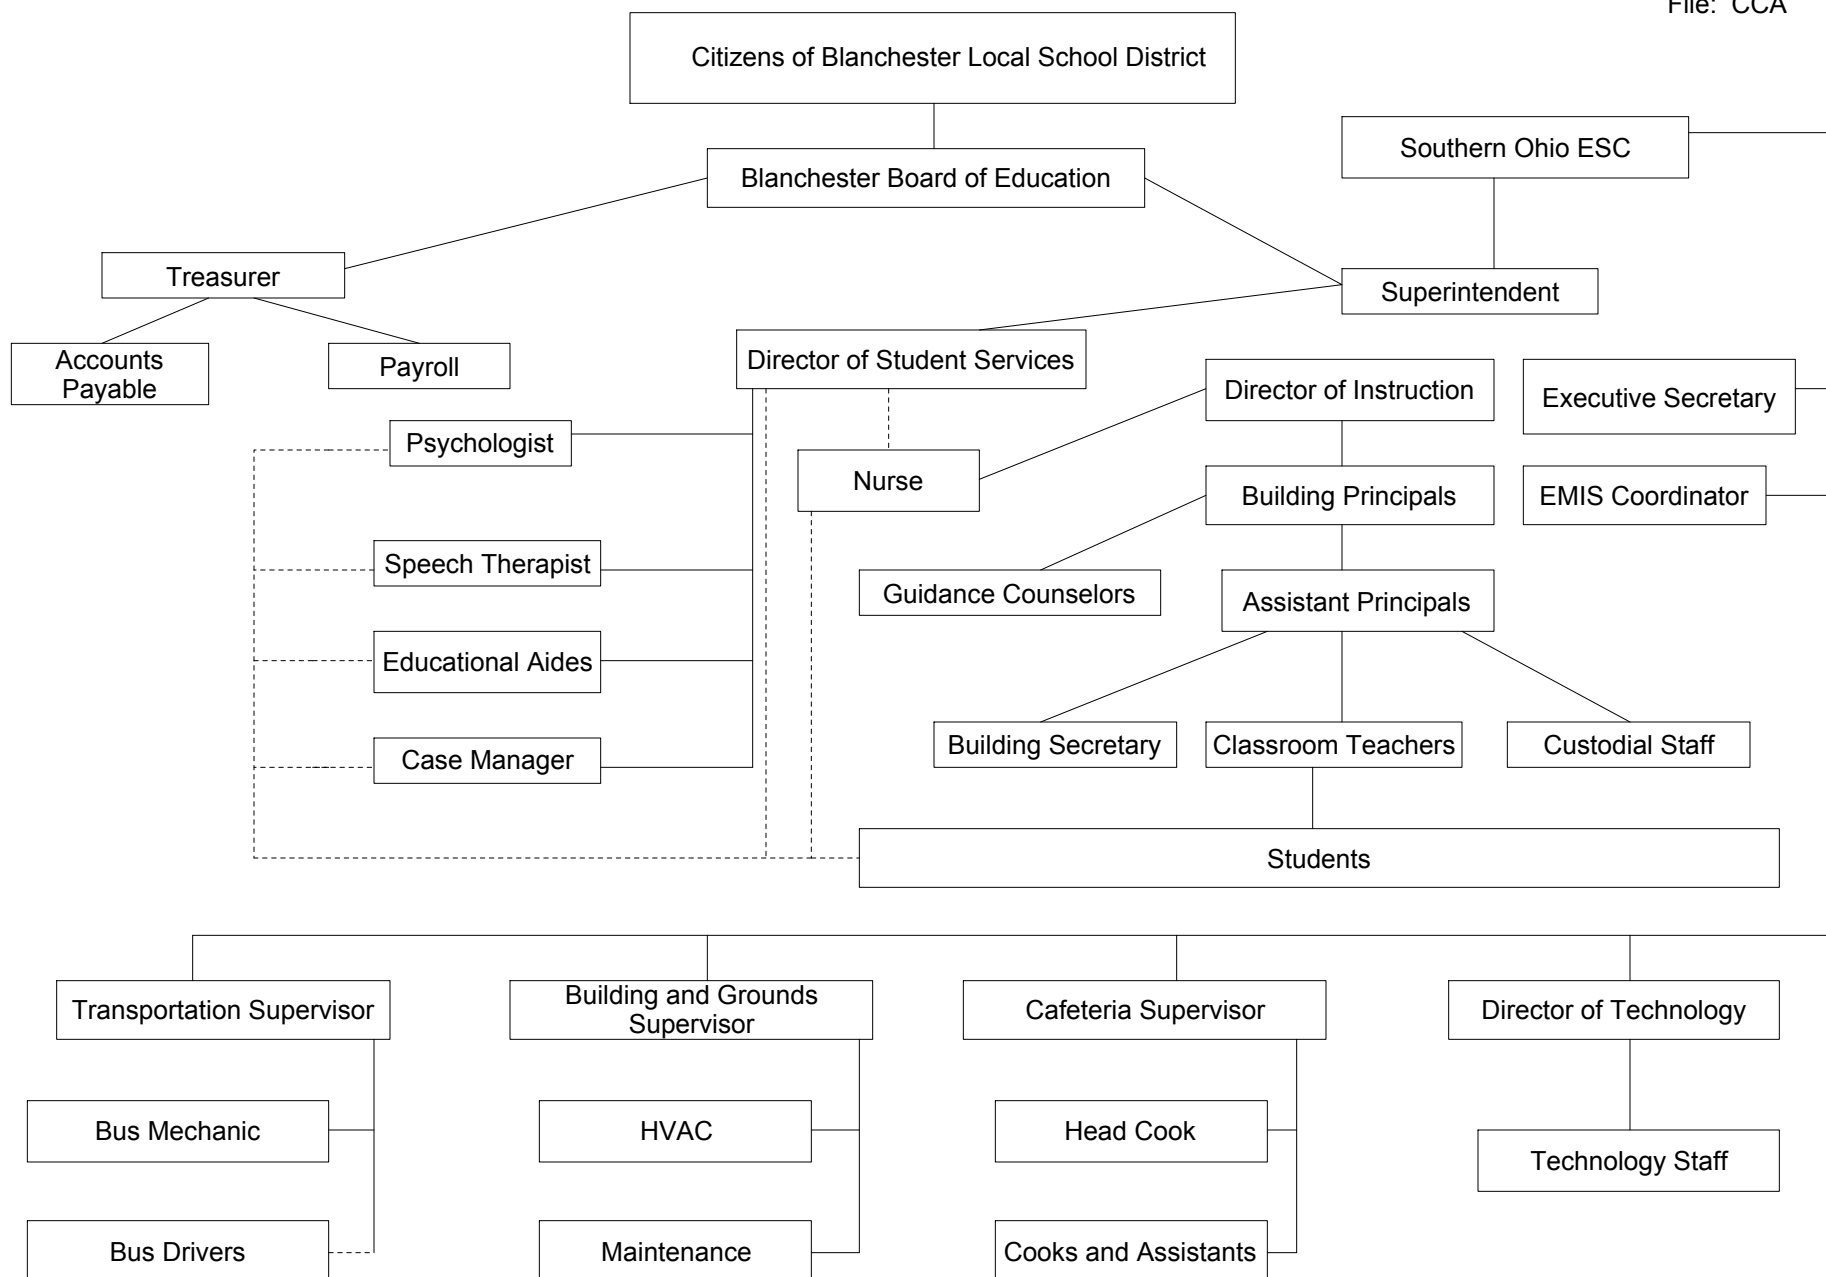 File: CCA
Citizens of Blanchester Local School District
Southern Ohio ESC
Blanchester Board of Education
Treasurer
Superintendent
Accounts
Payable
Payroll
Director of Student Services
Director of Instruction
Executive Secretary
Psychologist
Nurse
Building Principals
EMIS Coordinator
Speech Therapist
Guidance Counselors
Assistant Principals
Educational Aides
Case Manager
Building Secretary
Classroom Teachers
Custodial Staff
Students
Transportation Supervisor
Building and Grounds
Supervisor
Cafeteria Supervisor
Director of Technology
Bus Mechanic
HVAC
Head Cook
Technology Staff
Bus Drivers
Maintenance
Cooks and Assistants